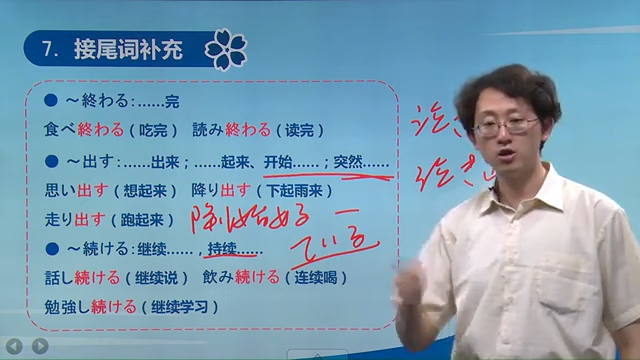 7. 接尾词补充
● ～終わる:……完
食べ終わる（吃完） 読み終わる（读完）
● ～出す:……出来；……起来、开始……；突然……
思い出す（想起来） 降り出す（下起雨来）
走り出す（跑起来）
降り始める
● ～続ける:继续……，持续……
ている
話し続ける（继续说） 飲み続ける（连续喝）
勉強し続ける（继续学习）